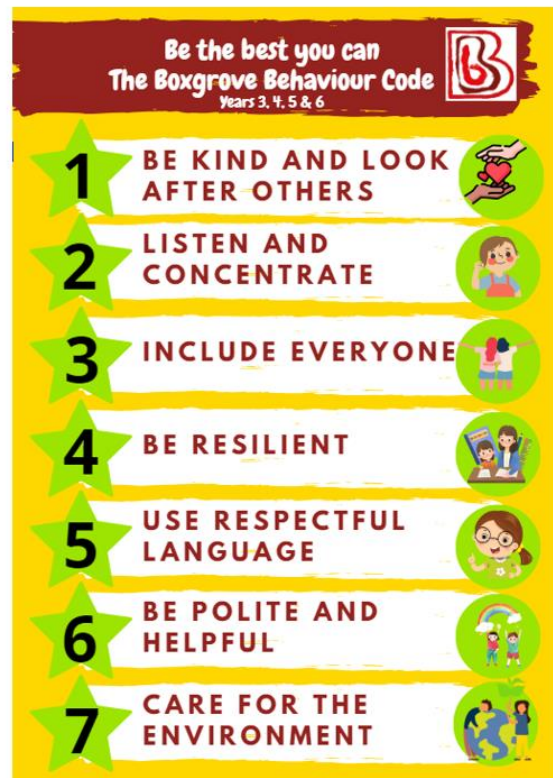 Be the best you can
The Boxgrove Behaviour Code
Years 3, 4, 5 & 6
B
1
BE KIND AND LOOK
AFTER OTHERS
2
LISTEN AND
CONCENTRATE
3
INCLUDE EVERYONE
4
BE RESILIENT
5
USE RESPECTFUL
LANGUAGE
6
BE POLITE AND
HELPFUL
7
CARE FOR THE
ENVIRONMENT